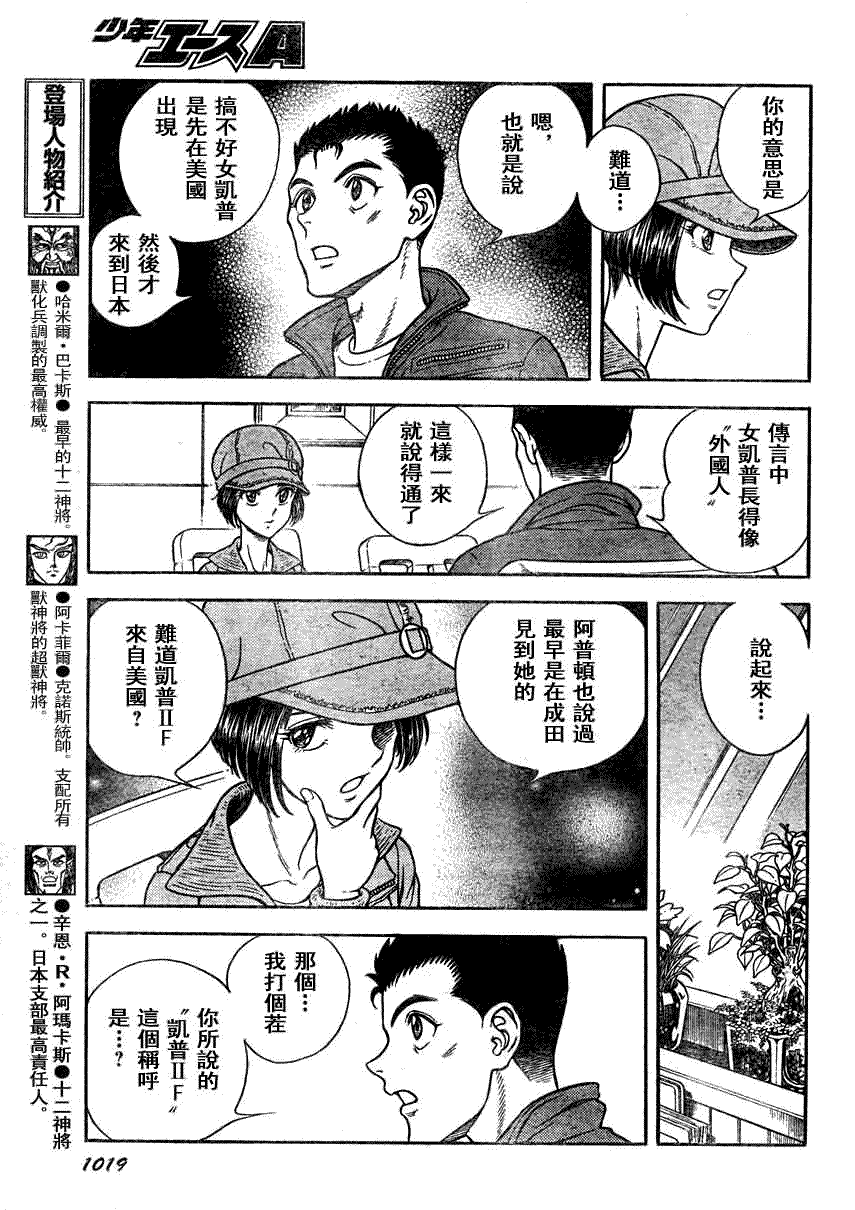 少年エースA
你的意思是
難道…
嗯，
也就是說
搞不好女凱普
是先在美國
出現
然後才
來到日本
傳言中
女凱普長得像
〝外國人〞
這樣一來
就說得通了
說起來…
阿普頓也說過
最早是在成田
見到她的
難道凱普ⅡF
來自美國？
那個…
我打個茬
你所說的
〝凱普ⅡF〞
這個稱呼
是…？
登場人物紹介
●哈米爾・巴卡斯●最早的十二神將。
獸化兵調製的最高權威。
●阿卡菲爾●克諾斯統帥。支配所有
獸神將的超獸神將。
●辛恩・R・阿瑪卡斯●十二神將
之一。日本支部最高責任人。
1019